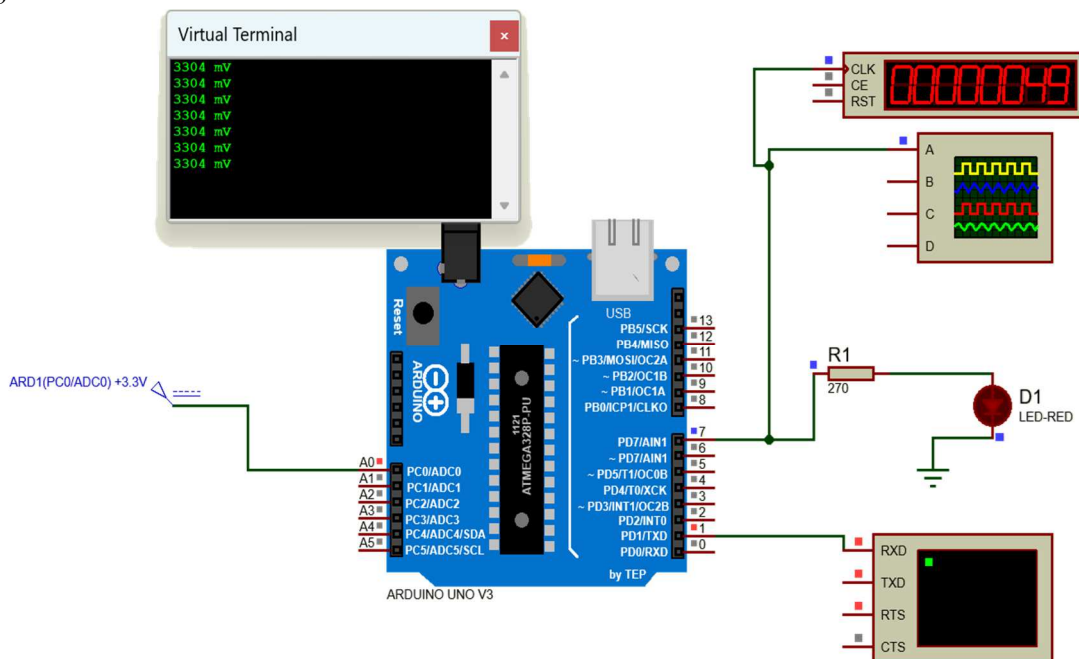 Virtual Terminal
x
3304 mV
3304 mV
3304 mV
3304 mV
3304 mV
3304 mV
3304 mV
CLK
CE
RST
00000049
A
B
C
D
Reset
ARDUINO
1121
ATMEGA328P-PU
USB
PB5/SCK 13
PB4/MISO 12
~ PB3/MOSI/OC2A 11
~ PB2/OC1B 10
~ PB1/OC1A 9
PB0/ICP1/CLKO 8
PD7/AIN1 7
~ PD7/AIN1 6
~ PD5/T1/OC0B 5
PD4/T0/XCK 4
~ PD3/INT1/OC2B 3
PD2/INT0 2
PD1/TXD 1
PD0/RXD 0
by TEP
ARD1(PC0/ADC0) +3.3V
A0 PC0/ADC0
A1 PC1/ADC1
A2 PC2/ADC2
A3 PC3/ADC3
A4 PC4/ADC4/SDA
A5 PC5/ADC5/SCL
ARDUINO UNO V3
R1
270
D1
LED-RED
RXD
TXD
RTS
CTS